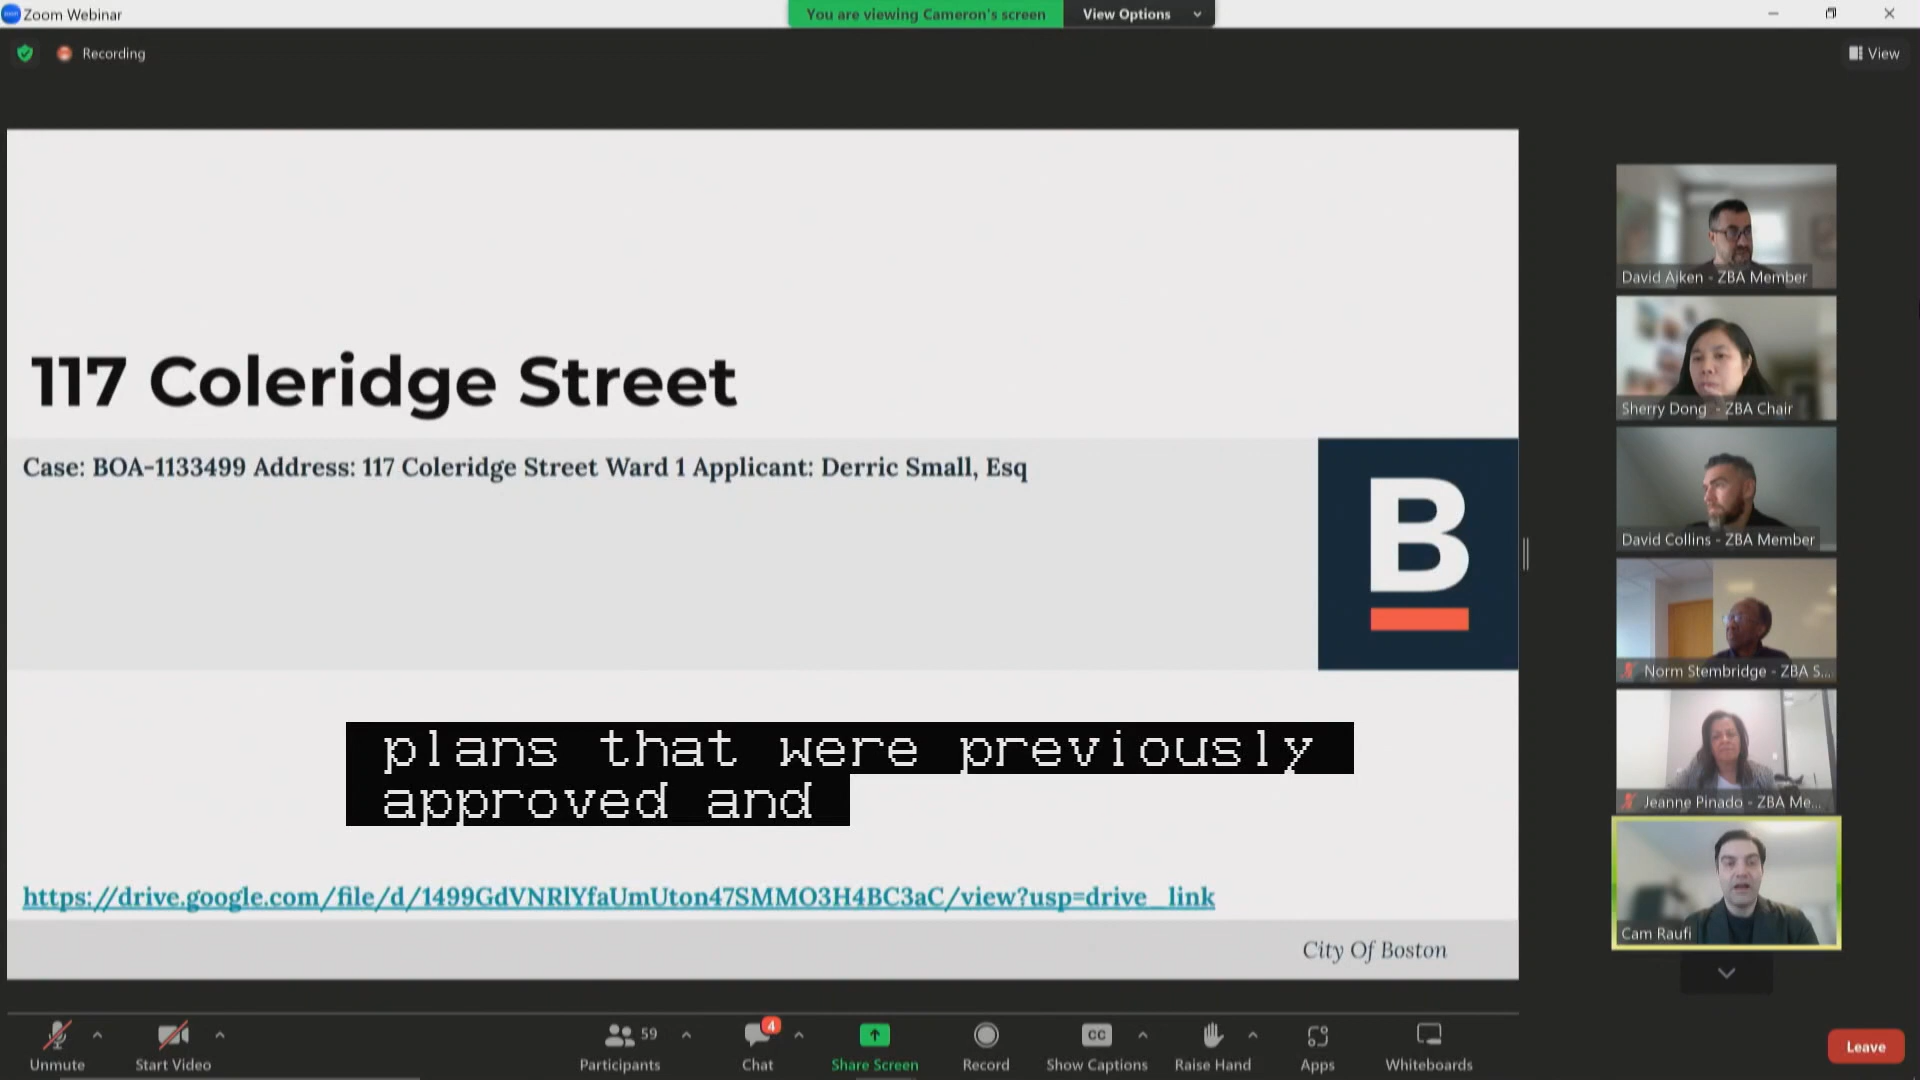 Zoom Webinar
You are viewing Cameron's screen
View Options
Recording
View
117 Coleridge Street
Case: BOA-1133499 Address: 117 Coleridge Street Ward 1 Applicant: Derric Small, Esq
B
plans that were previously
approved and
https://drive.google.com/file/d/1499GdVNRlYfaUmUton47SMMO3H4BC3aC/view?usp=drive_link
City Of Boston
David Aiken - ZBA Member
Sherry Dong - ZBA Chair
David Collins - ZBA Member
Norm Stembridge - ZBA S...
Jeanne Pinado - ZBA Me...
Cam Raufi
Unmute
Start Video
59
Participants
4
Chat
Share Screen
Record
CC
Show Captions
Raise Hand
Apps
Whiteboards
Leave